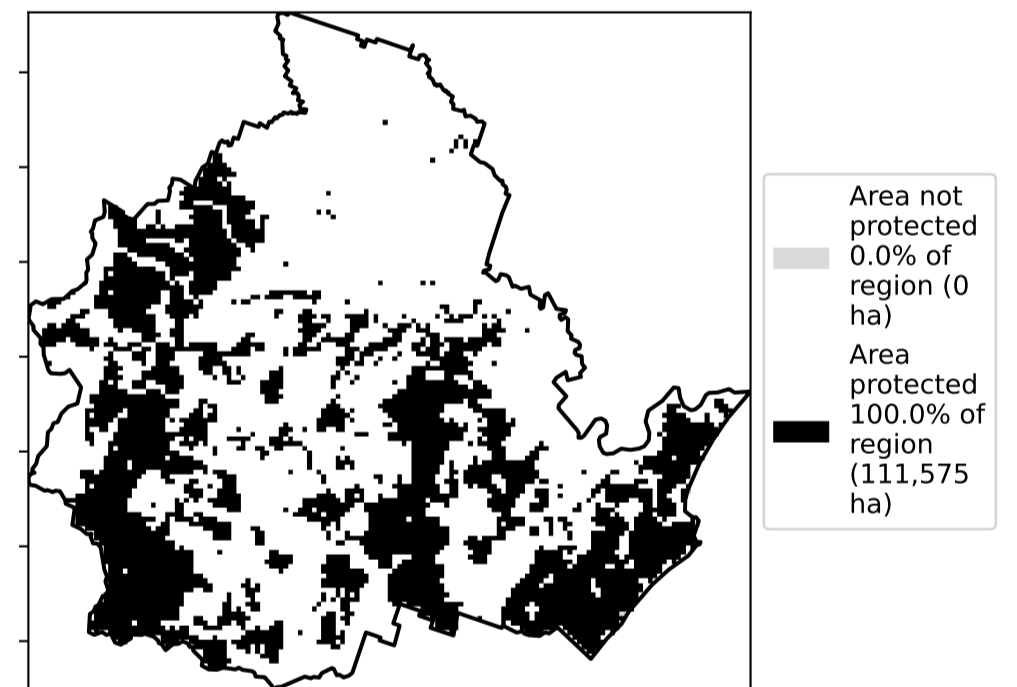 Area not
protected
0.0% of
region (0
ha)
Area
protected
100.0% of
region
(111,575
ha)